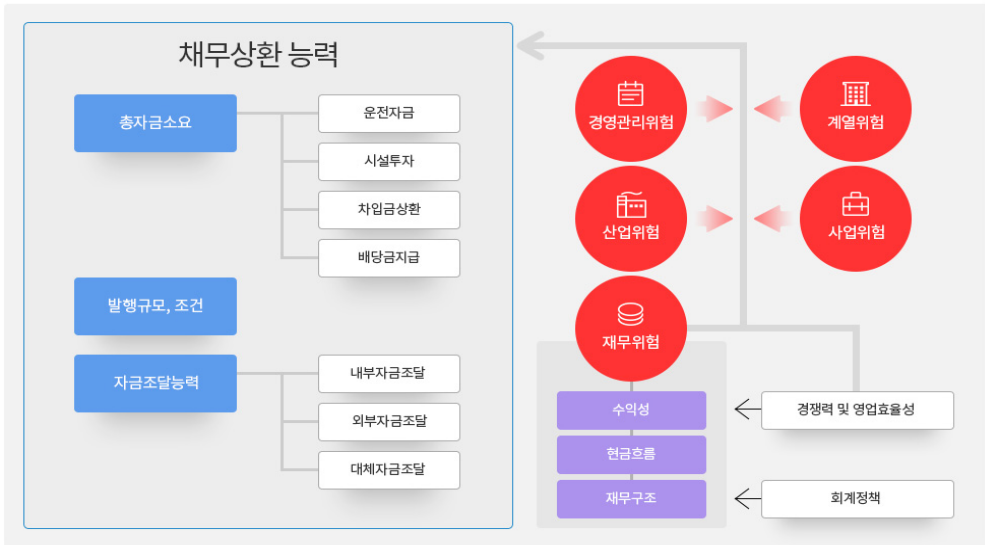 채무상환 능력
총자금소요
운전자금
시설투자
차입금상환
배당금지급
발행규모, 조건
자금조달능력
내부자금조달
외부자금조달
대체자금조달
경영관리위험
계열위험
산업위험
사업위험
재무위험
수익성
현금흐름
재무구조
경쟁력 및 영업효율성
회계정책